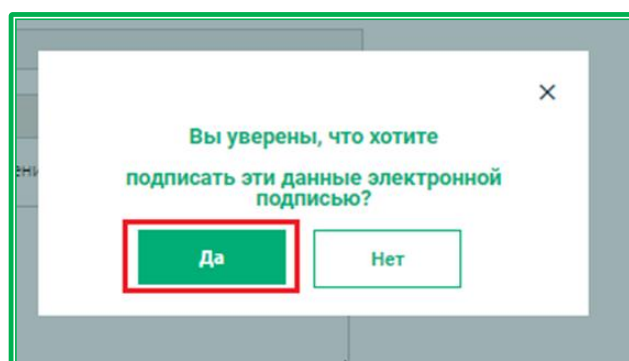 Вы уверены, что хотите
подписать эти данные электронной
подписью?
Да
Нет